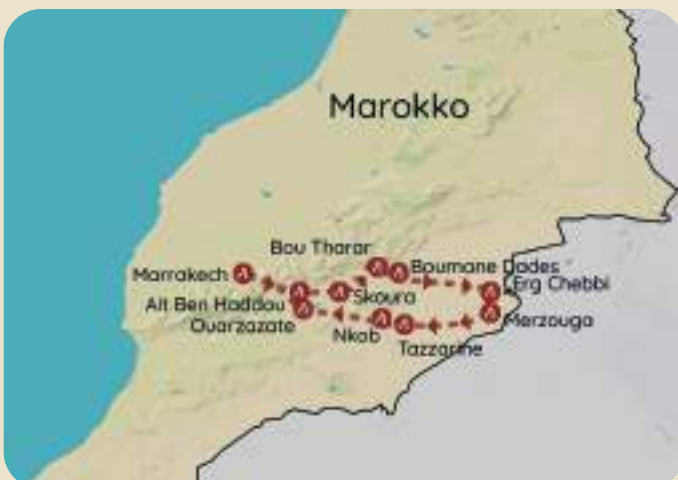 Marokko
Bou Tharar
Marrakech
Boumane Dades
Erg Chebbi
Ait Ben Haddou
Skoura
Ouarzazate
Nkob
Merzouga
Tazzarine